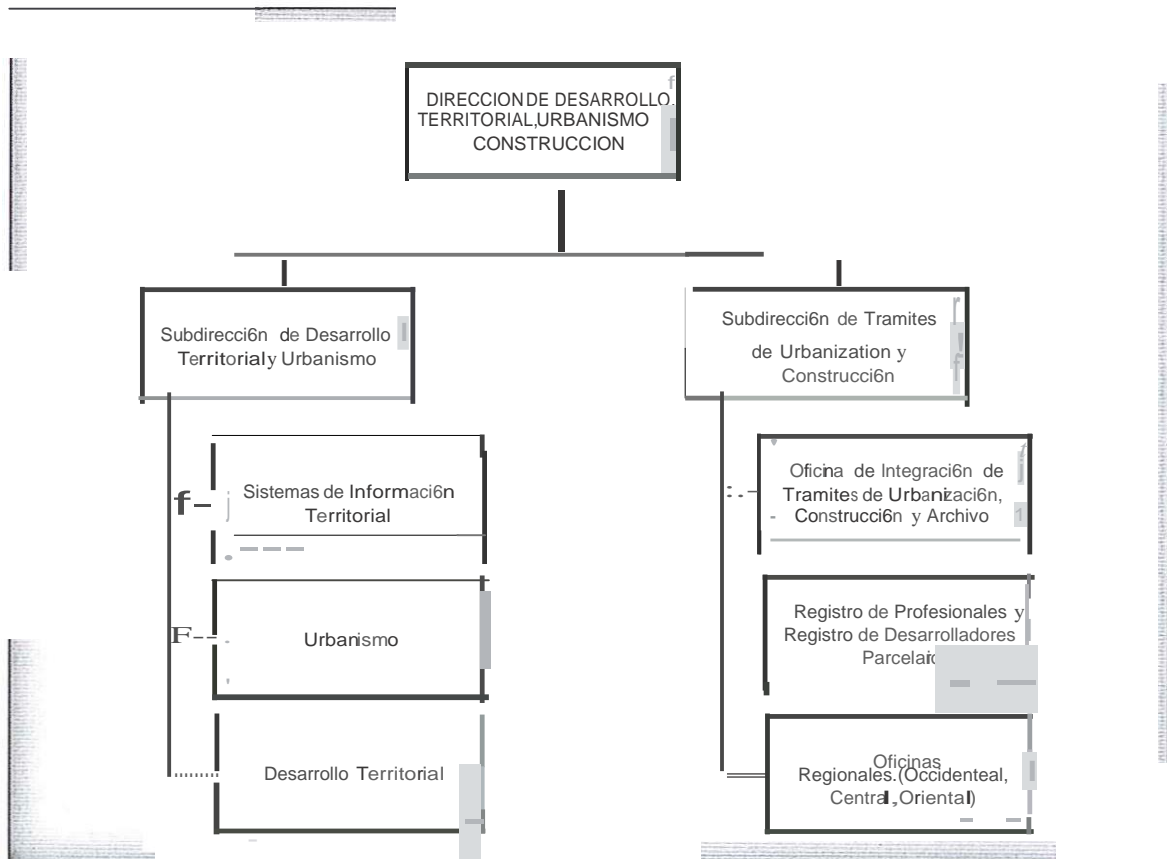 DIRECCION DE DESARROLLO,
TERRITORIAL,URBANISMO
CONSTRUCCION
Subdirecci6n de Desarrollo
Territorial y Urbanismo
Subdirecci6n de Tramites
de Urbanization y
Construcci6n
Sistemas de Informaci6n
Territorial
Urbanismo
Desarrollo Territorial
Oficina de Integraci6n de
Tramites de Urbanizaci6n,
Construcci6n y Archivo
Registro de Profesionales y
Registro de Desarrolladores
Oficinas
Regionales.(Occidenteal,
Central,,Oriental)